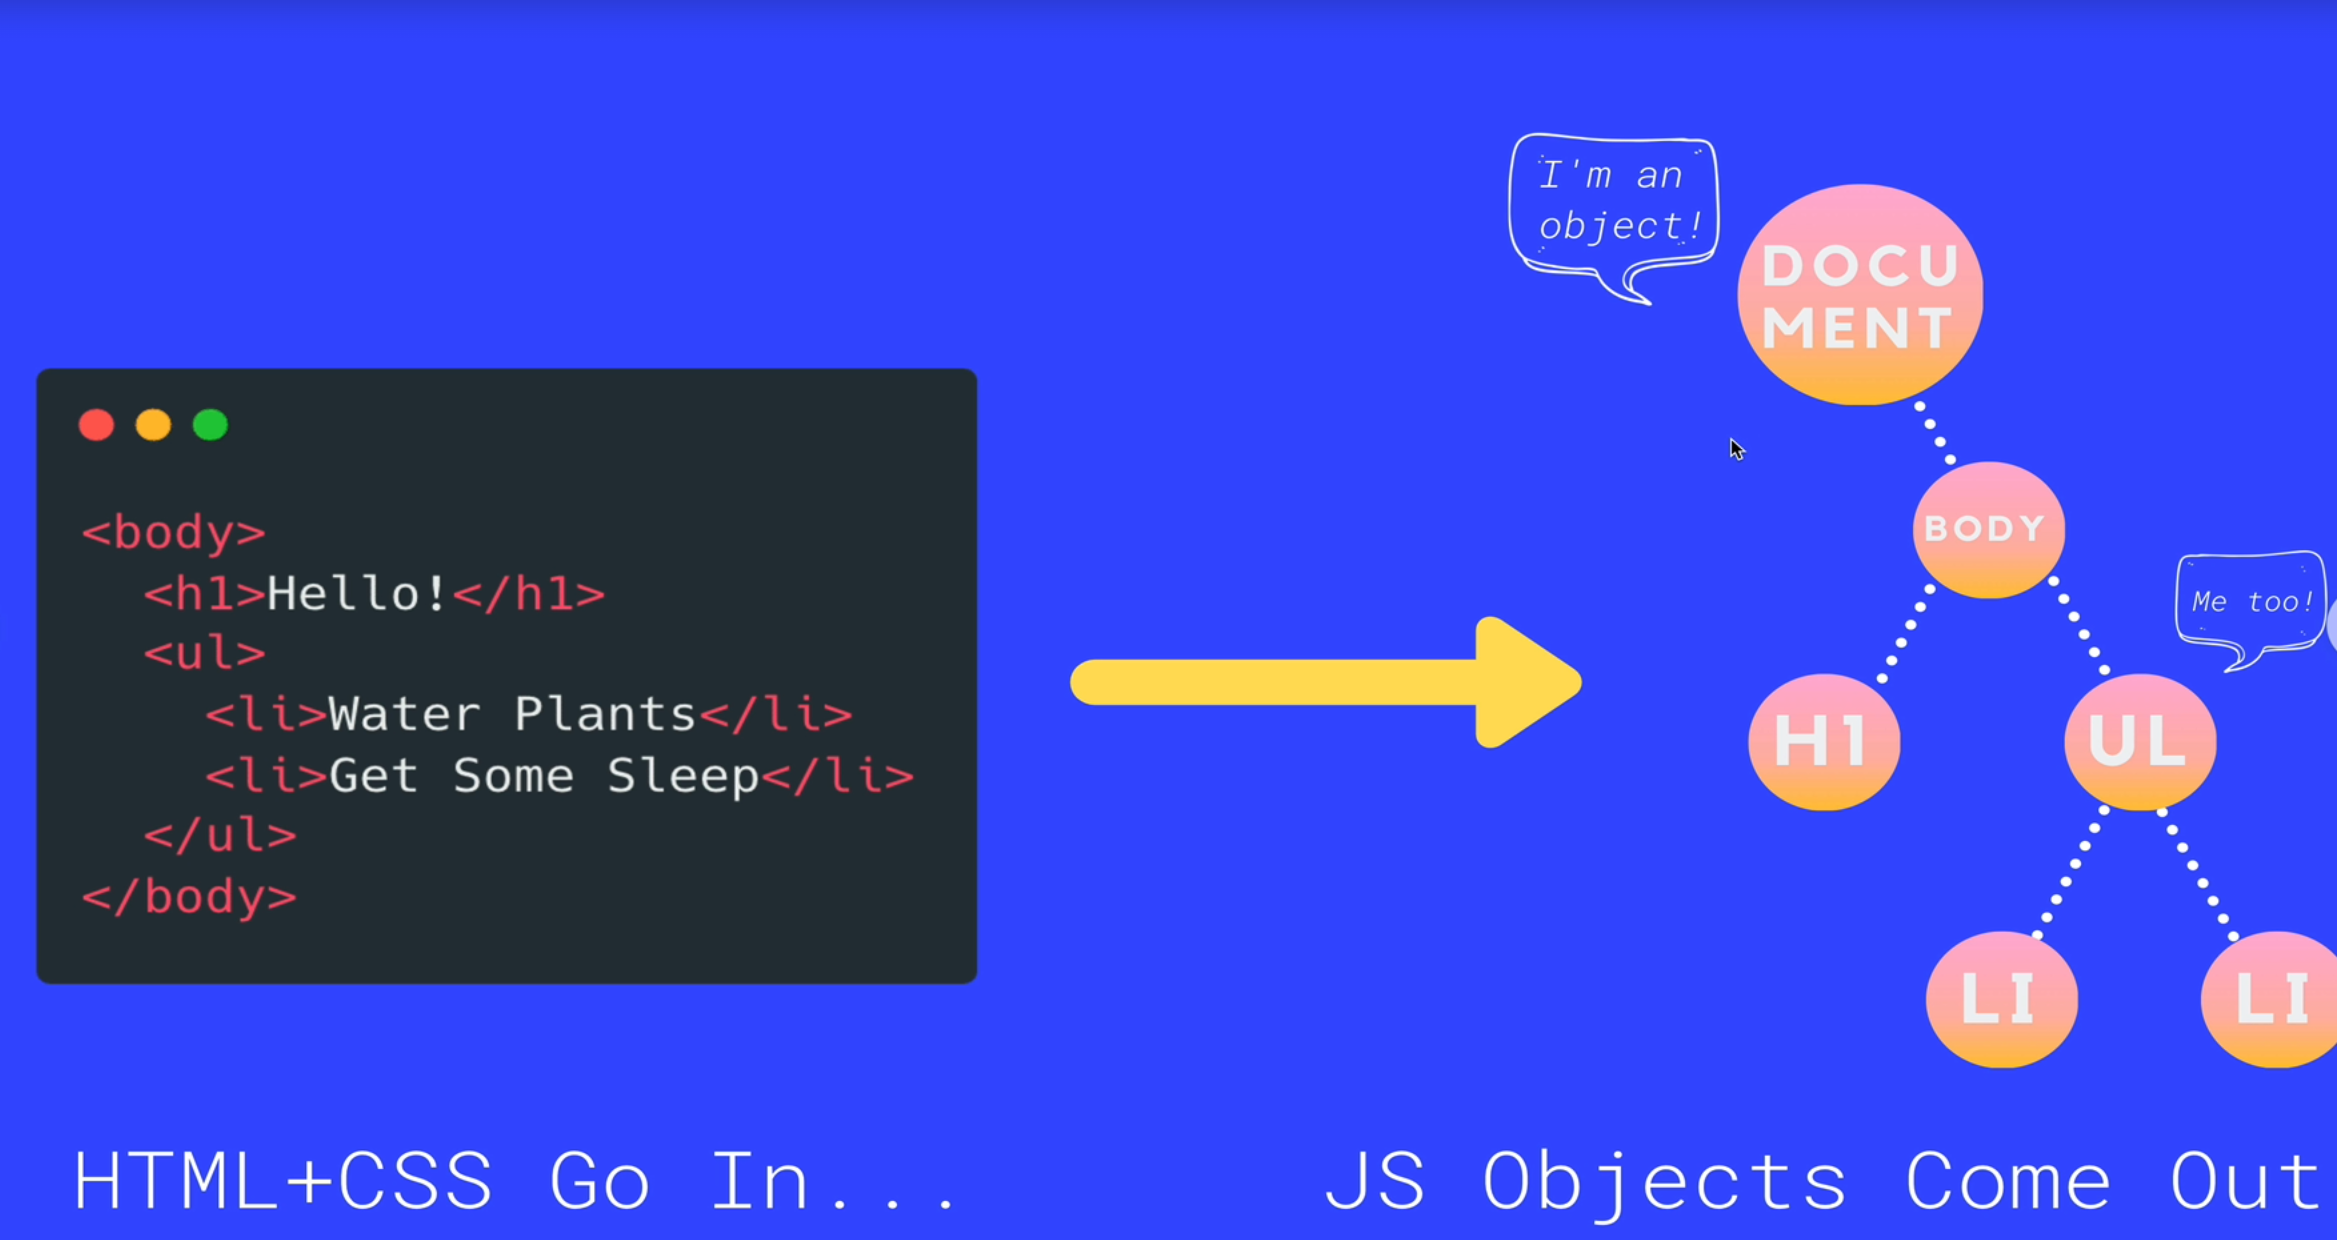 I'm an
object!
DOCU
MENT
BODY
Me too!
H1
UL
LI
LI
<body>
<h1>Hello!</h1>
<ul>
<li>Water Plants</li>
<li>Get Some Sleep</li>
</ul>
</body>
HTML+CSS Go In...
JS Objects Come Out